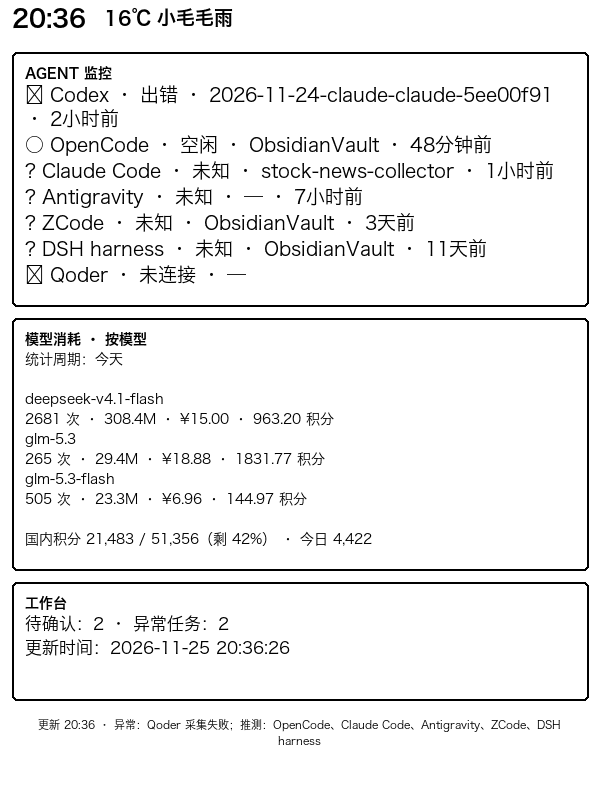 20:36 16℃ 小毛毛雨
AGENT 监控
☒ Codex · 出错 · 2026-11-24-claude-claude-5ee00f91
· 2小时前
○ OpenCode · 空闲 · ObsidianVault · 48分钟前
? Claude Code · 未知 · stock-news-collector · 1小时前
? Antigravity · 未知 · — · 7小时前
? ZCode · 未知 · ObsidianVault · 3天前
? DSH harness · 未知 · ObsidianVault · 11天前
☒ Qoder · 未连接 · —
模型消耗 · 按模型
统计周期：今天
deepseek-v4.1-flash
2681 次 · 308.4M · ¥15.00 · 963.20 积分
glm-5.3
265 次 · 29.4M · ¥18.88 · 1831.77 积分
glm-5.3-flash
505 次 · 23.3M · ¥6.96 · 144.97 积分
国内积分 21,483 / 51,356（剩 42%） · 今日 4,422
工作台
待确认：2 · 异常任务：2
更新时间：2026-11-25 20:36:26
更新 20:36 · 异常：Qoder 采集失败；推测：OpenCode、Claude Code、Antigravity、ZCode、DSH
harness